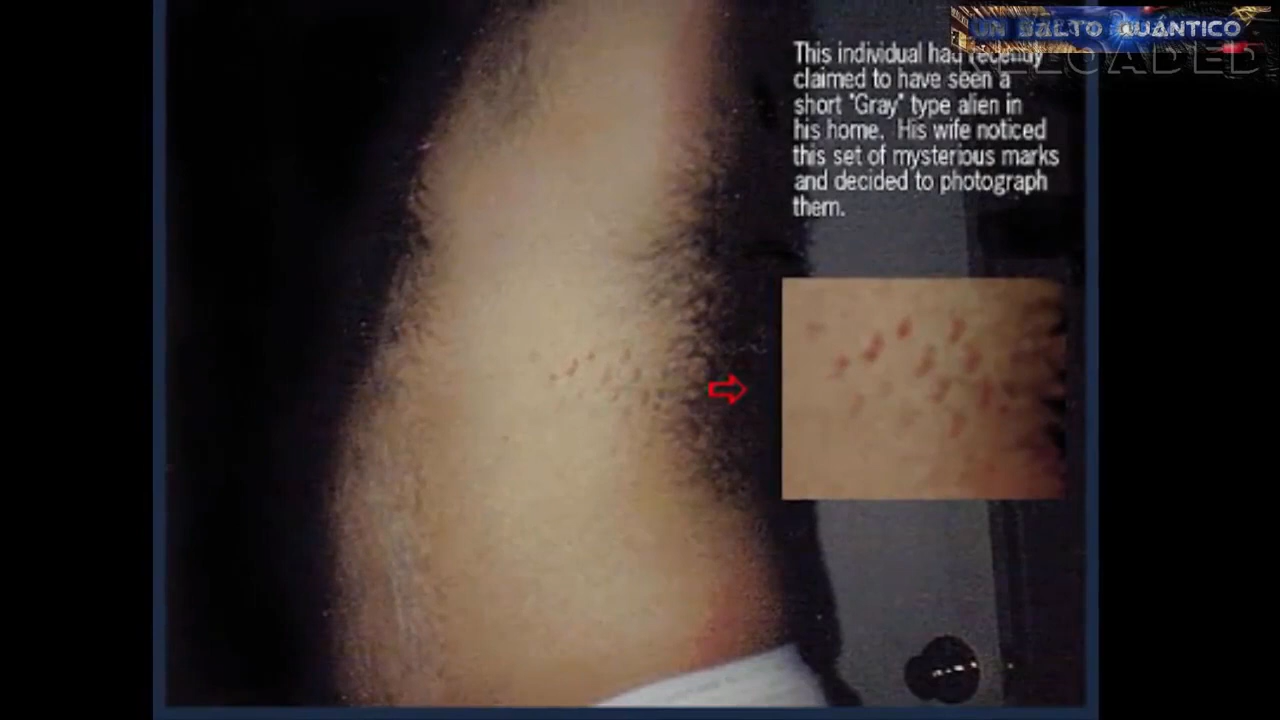 UN SALTO QUÁNTICO
RELOADED
This individual had recently
claimed to have seen a
short "Gray" type alien in
his home. His wife noticed
this set of mysterious marks
and decided to photograph
them.